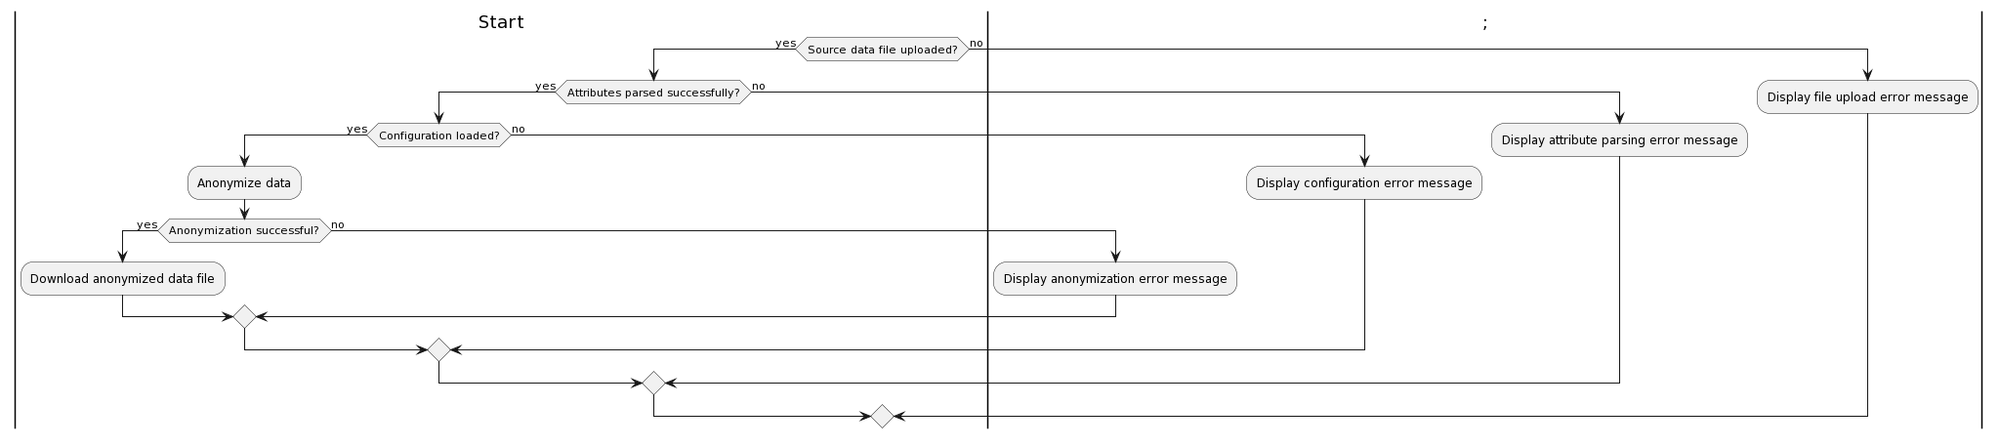 Start
;
yes
Source data file uploaded?
no
yes
Attributes parsed successfully?
no
Display file upload error message
yes
Configuration loaded?
no
Display attribute parsing error message
Anonymize data
Display configuration error message
yes
Anonymization successful?
no
Download anonymized data file
Display anonymization error message